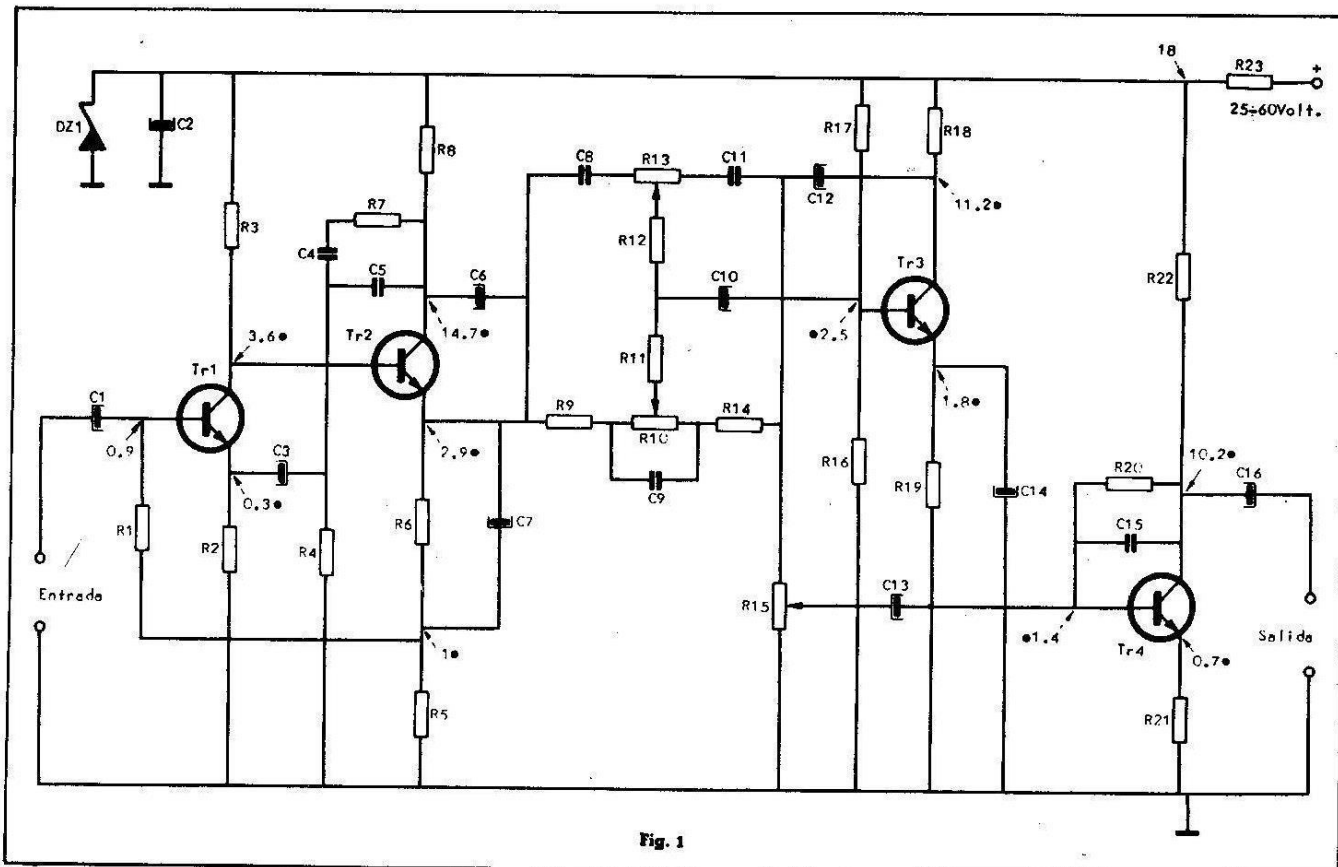 18
R23
+
25÷60Volt.
DZ1
C2
R17
R18
R8
C8
R13
C11
C12
11.2●
R3
R7
C4
R12
C5
C6
C10
Tr3
R22
3.6●
Tr2
14.7●
●2.5
Tr1
R11
1.8●
C1
R9
R10
R14
0.9
C3
2.9●
R16
R20
10.2●
C16
0.3●
C9
R19
C14
R1
R2
R4
R6
C7
C15
Entrada
R15
C13
1●
●1.4
Tr4
0.7●
Salida
R5
R21
Fig. 1